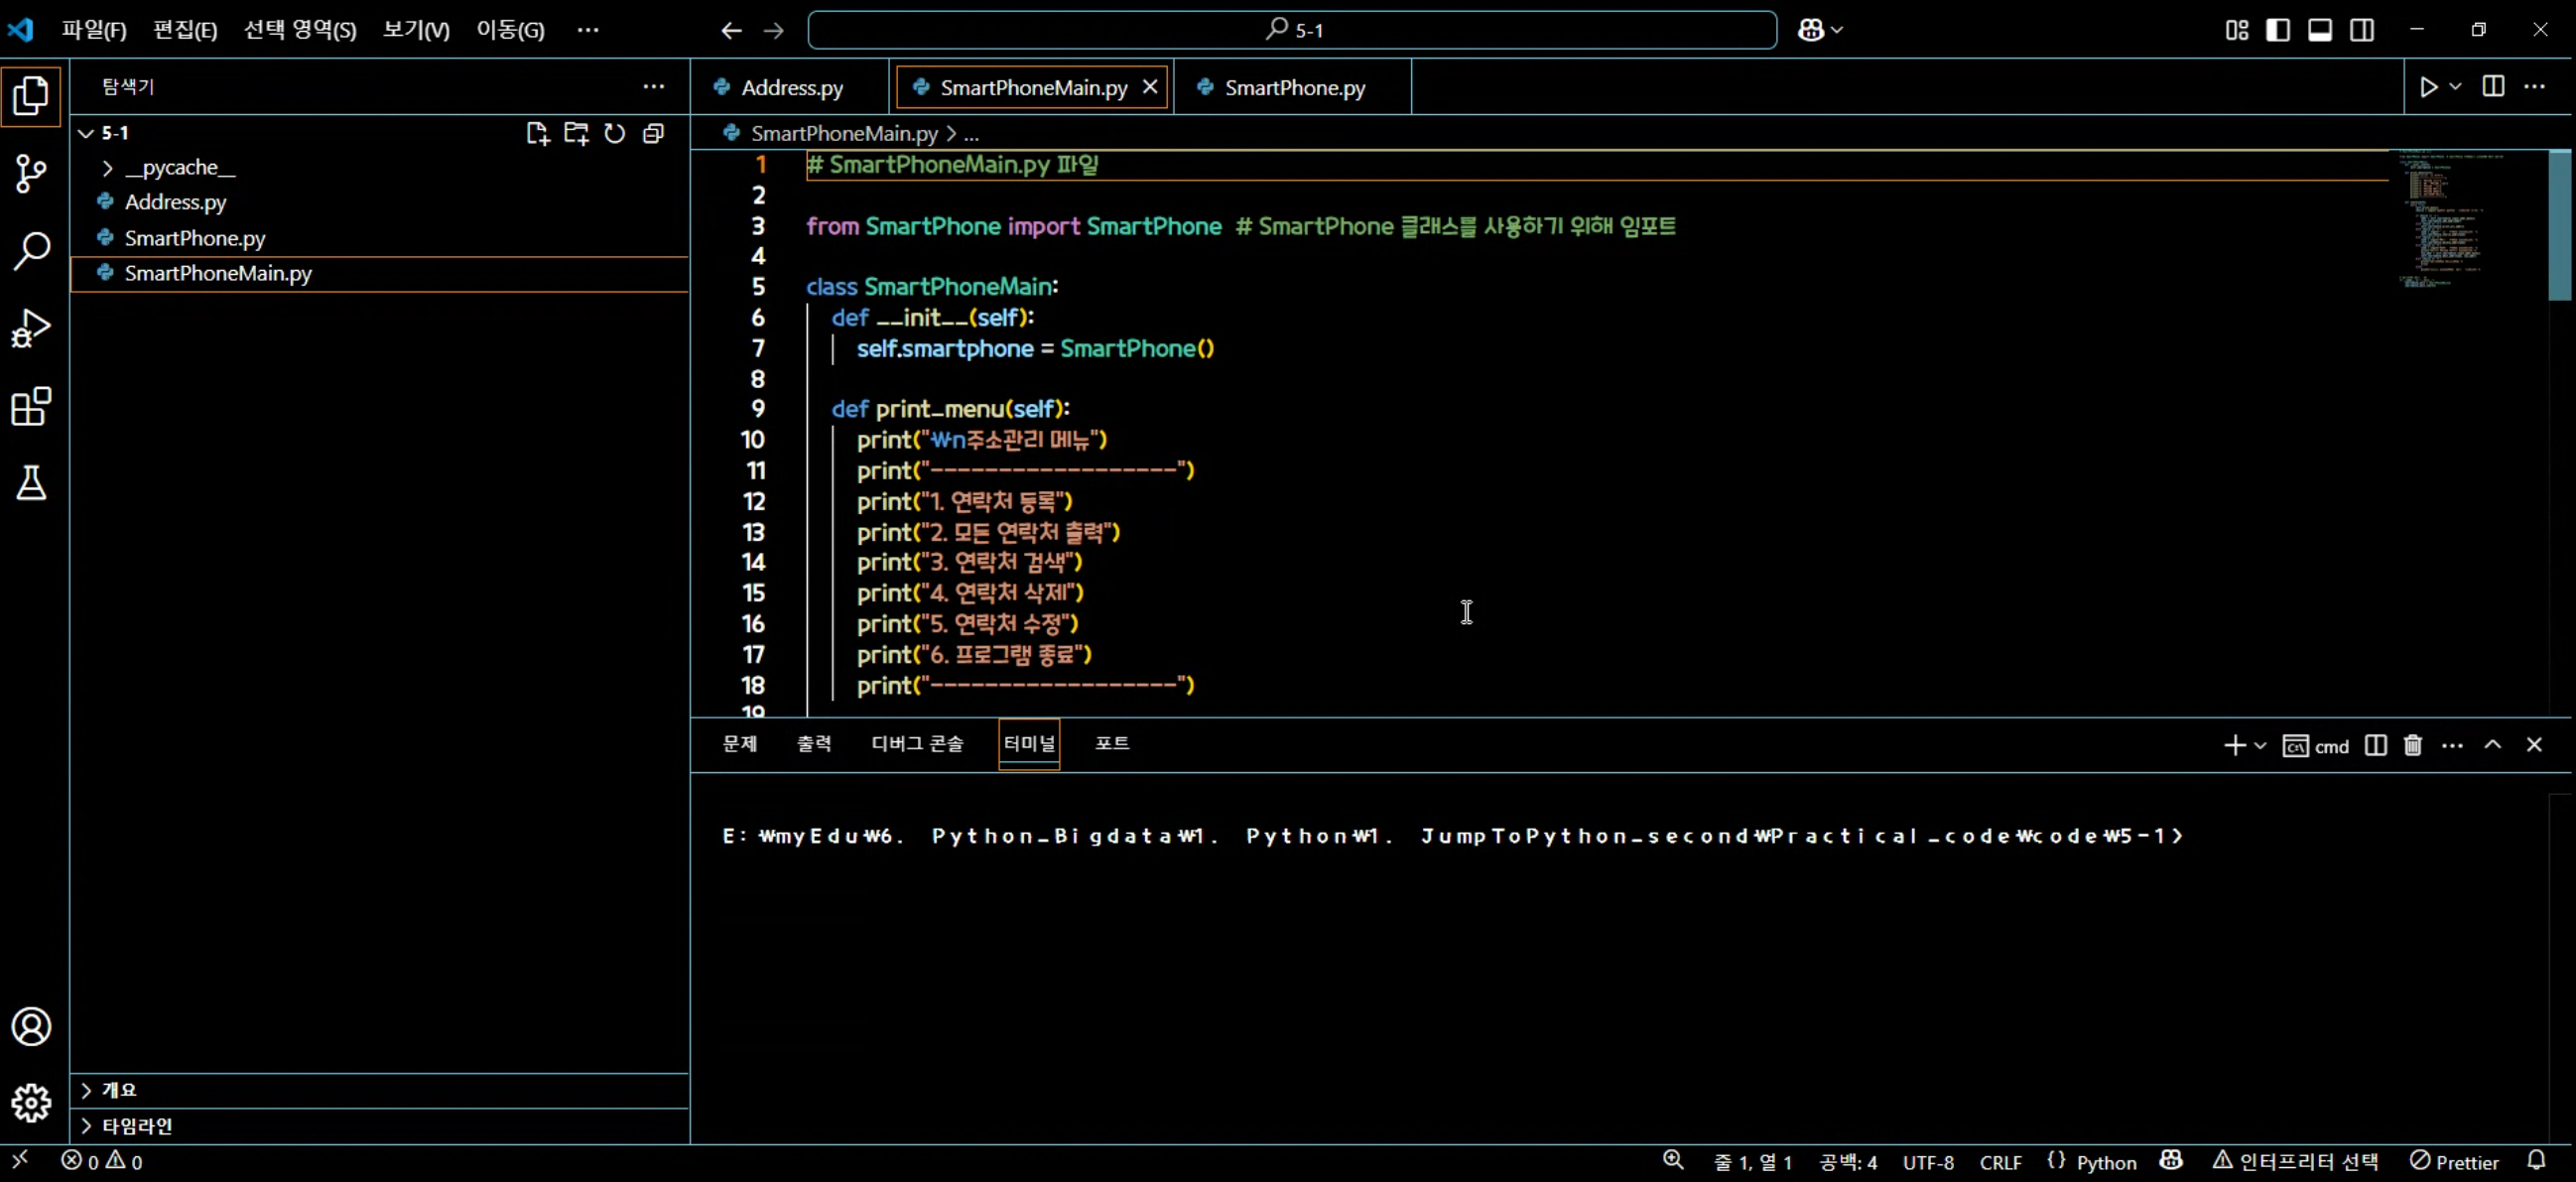 파일(F) 편집(E) 선택 영역(S) 보기(V) 이동(G) ··· 5-1
탐색기 ···
5-1
__pycache__
Address.py
SmartPhone.py
SmartPhoneMain.py
개요
타임라인
Address.py SmartPhoneMain.py SmartPhone.py
SmartPhoneMain.py > ...
1 # SmartPhoneMain.py 파일
2
3 from SmartPhone import SmartPhone # SmartPhone 클래스를 사용하기 위해 임포트
4
5 class SmartPhoneMain:
6 def __init__(self):
7 self.smartphone = SmartPhone()
8
9 def print_menu(self):
10 print("₩n주소관리 메뉴")
11 print("------------------")
12 print("1. 연락처 등록")
13 print("2. 모든 연락처 출력")
14 print("3. 연락처 검색")
15 print("4. 연락처 삭제")
16 print("5. 연락처 수정")
17 print("6. 프로그램 종료")
18 print("------------------")
19
문제 출력 디버그 콘솔 터미널 포트 cmd
E:₩myEdu₩6. Python_Bigdata₩1. Python₩1. JumpToPython_second₩Practical_code₩code₩5-1>
0 0 줄 1, 열 1 공백: 4 UTF-8 CRLF {} Python 인터프리터 선택 Prettier